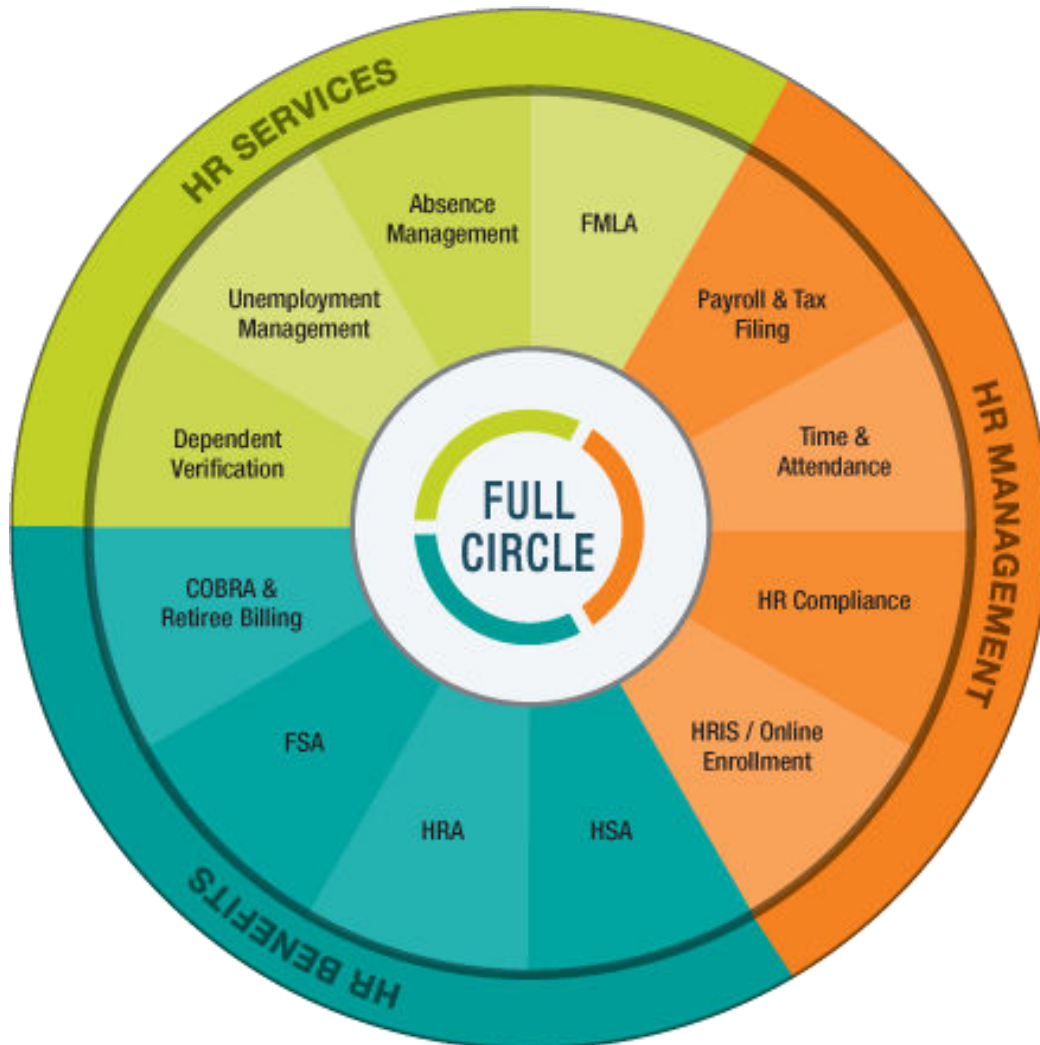 HR SERVICES
Absence
Management
FMLA
Unemployment
Management
Payroll & Tax
Filing
Dependent
Verification
Time &
Attendance
HR MANAGEMENT
FULL
CIRCLE
COBRA &
Retiree Billing
HR Compliance
FSA
HRIS / Online
Enrollment
HRA
HSA
HR BENEFITS